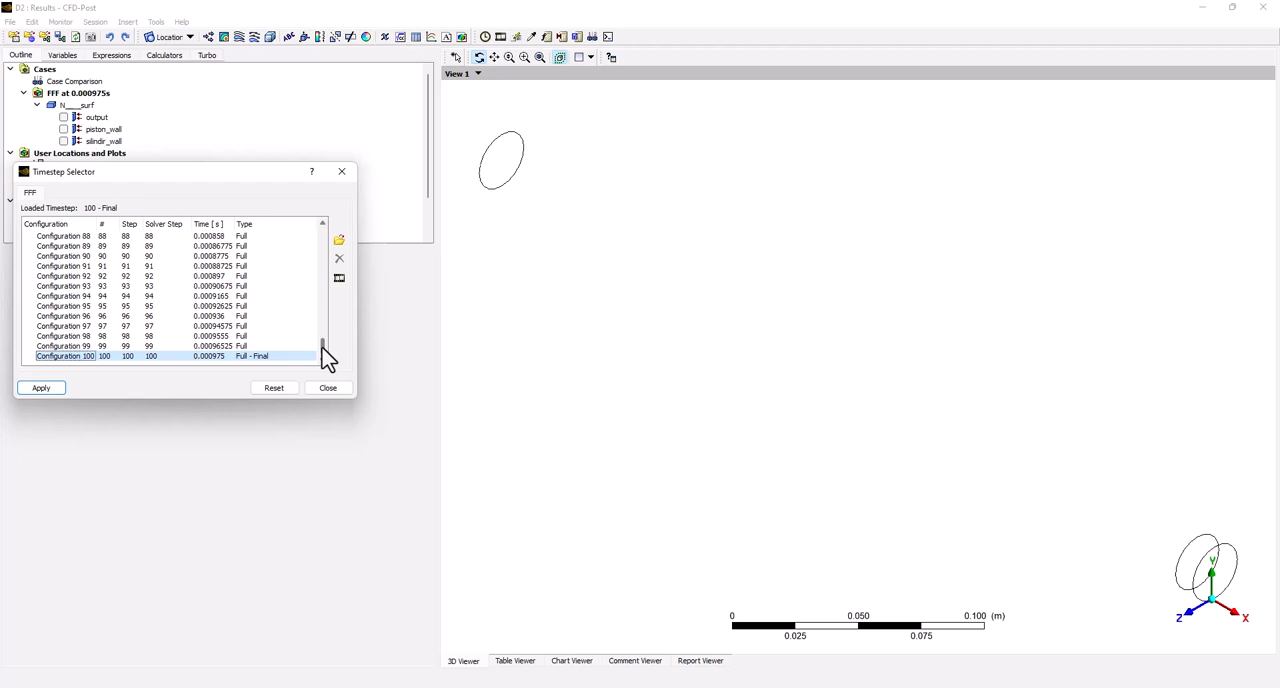 D2 : Results - CFD-Post
File Edit Monitor Session Insert Tools Help
Location
Outline Variables Expressions Calculators Turbo
Cases
Case Comparison
FFF at 0.000975s
N____surf
output
piston_wall
silindir_wall
User Locations and Plots
View 1
Timestep Selector
?
FFF
Loaded Timestep: 100 - Final
Configuration # Step Solver Step Time [ s ] Type
Configuration 88 88 88 88 0.000858 Full
Configuration 89 89 89 89 0.00086775 Full
Configuration 90 90 90 90 0.0008775 Full
Configuration 91 91 91 91 0.00088725 Full
Configuration 92 92 92 92 0.000897 Full
Configuration 93 93 93 93 0.00090675 Full
Configuration 94 94 94 94 0.0009165 Full
Configuration 95 95 95 95 0.00092625 Full
Configuration 96 96 96 96 0.000936 Full
Configuration 97 97 97 97 0.00094575 Full
Configuration 98 98 98 98 0.0009555 Full
Configuration 99 99 99 99 0.00096525 Full
Configuration 100 100 100 100 0.000975 Full - Final
Apply Reset Close
0 0.050 0.100 (m)
0.025 0.075
Y
Z X
3D Viewer Table Viewer Chart Viewer Comment Viewer Report Viewer